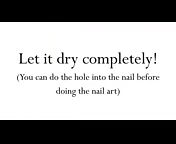 Let it dry completely!
(You can do the hole into the nail before
doing the nail art)